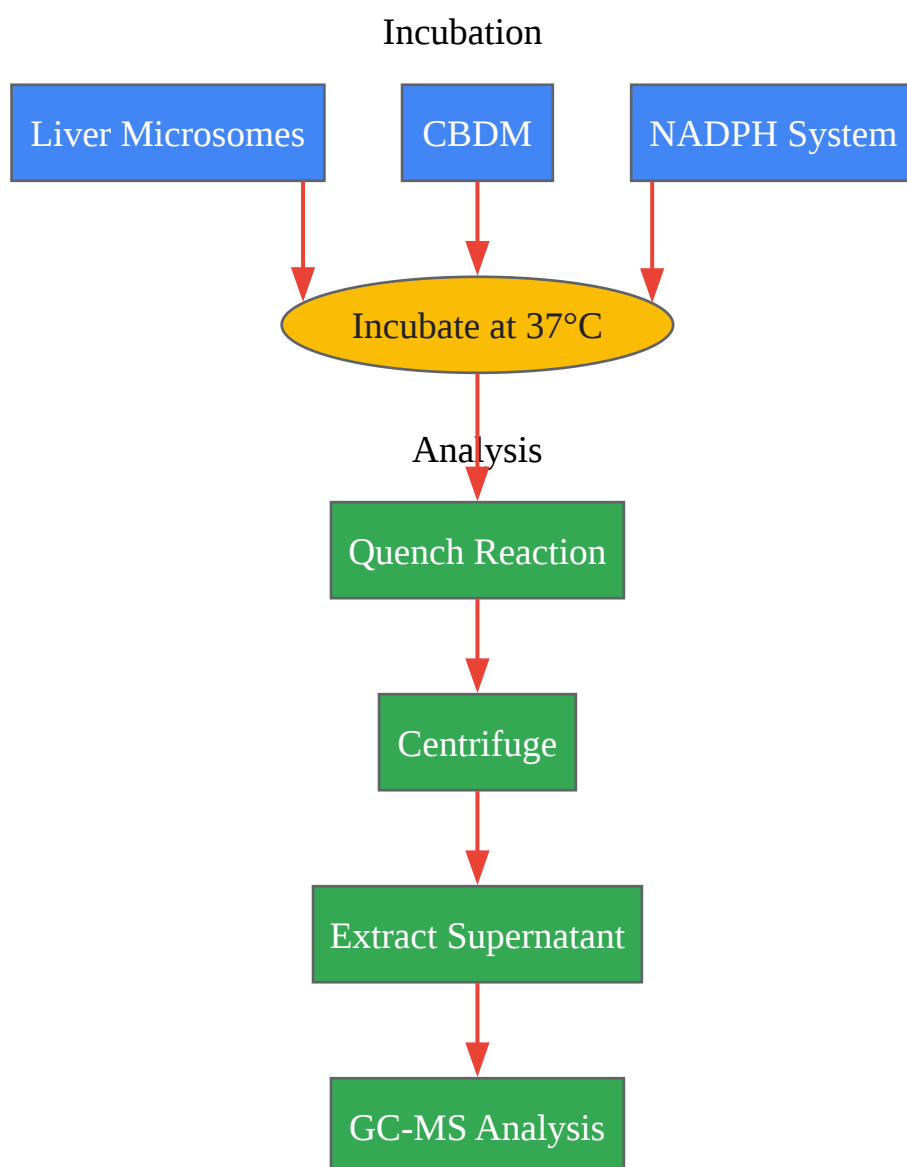 Incubation
Liver Microsomes
CBDM
NADPH System
Incubate at 37°C
Analysis
Quench Reaction
Centrifuge
Extract Supernatant
GC-MS Analysis